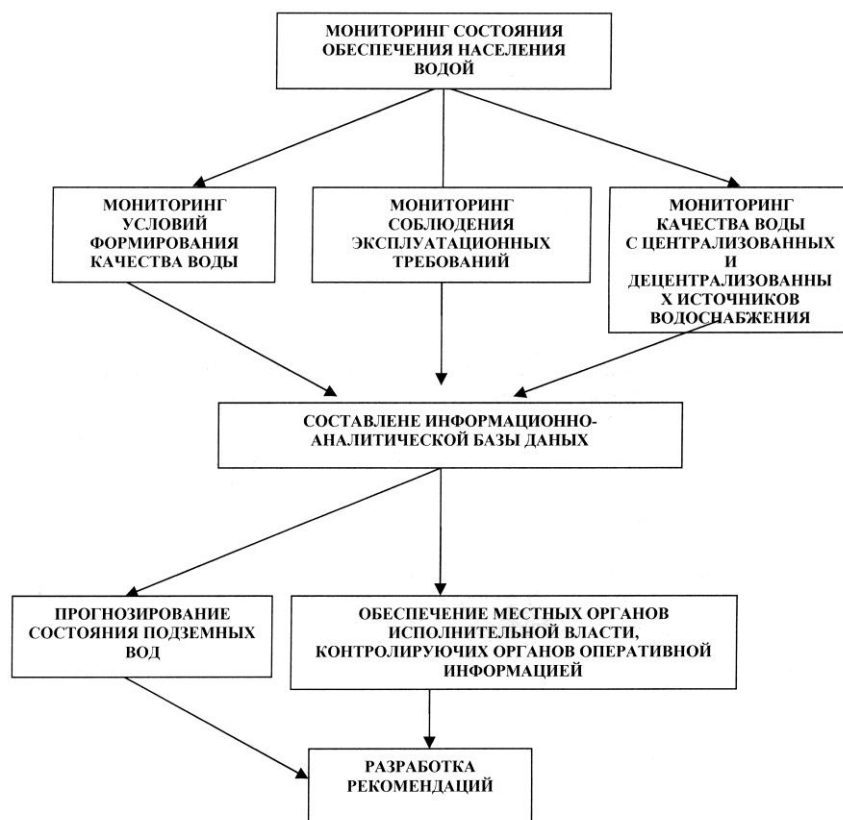 МОНИТОРИНГ СОСТОЯНИЯ
ОБЕСПЕЧЕНИЯ НАСЕЛЕНИЯ
ВОДОЙ
МОНИТОРИНГ
УСЛОВИЙ
ФОРМИРОВАНИЯ
КАЧЕСТВА ВОДЫ
МОНИТОРИНГ
СОБЛЮДЕНИЯ
ЭКСПЛУАТАЦИОННЫХ
ТРЕБОВАНИЙ
МОНИТОРИНГ
КАЧЕСТВА ВОДЫ
С ЦЕНТРАЛИЗОВАННЫХ
И
ДЕЦЕНТРАЛИЗОВАННЫ
Х ИСТОЧНИКОВ
ВОДОСНАБЖЕНИЯ
СОСТАВЛЕНЕ ИНФОРМАЦИОННО-
АНАЛИТИЧЕСКОЙ БАЗЫ ДАНЫХ
ПРОГНОЗИРОВАНИЕ
СОСТОЯНИЯ ПОДЗЕМНЫХ
ВОД
ОБЕСПЕЧЕНИЕ МЕСТНЫХ ОРГАНОВ
ИСПОЛНИТЕЛЬНОЙ ВЛАСТИ,
КОНТРОЛИРУЮЧИХ ОРГАНОВ ОПЕРАТИВНОЙ
ИНФОРМАЦИЕЙ
РАЗРАБОТКА
РЕКОМЕНДАЦИЙ